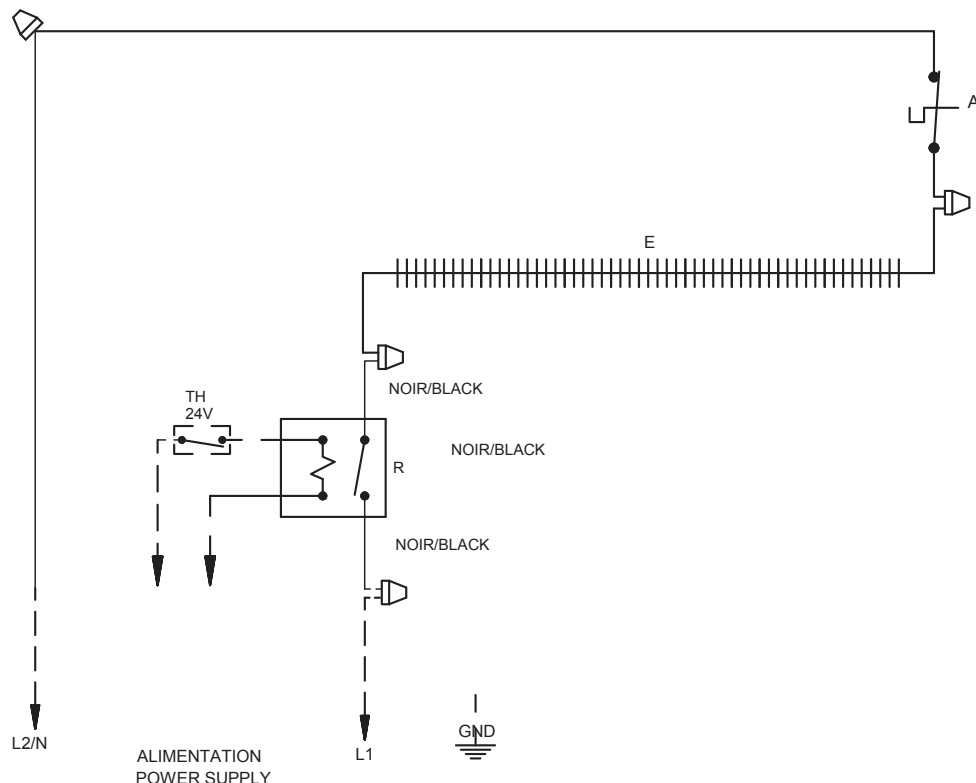 A
E
NOIR/BLACK
TH
24V
NOIR/BLACK
R
NOIR/BLACK
L2/N
L1
GND
ALIMENTATION
POWER SUPPLY